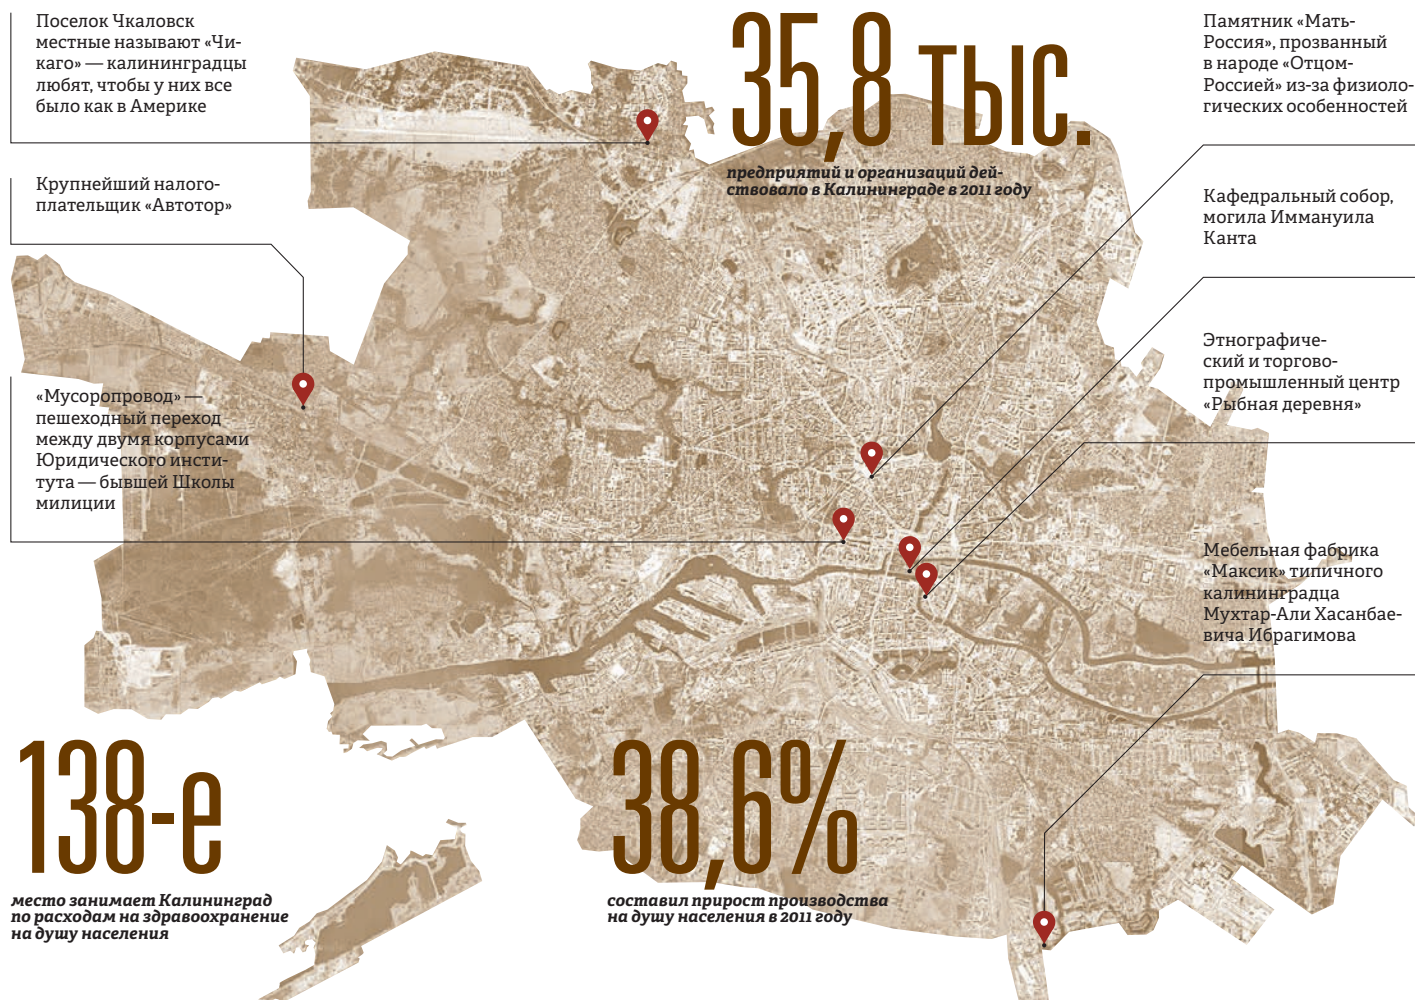 Поселок Чкаловск
местные называют «Чи-
каго» — калининградцы
любят, чтобы у них все
было как в Америке
Крупнейший налого-
плательщик «Автотор»
«Мусоропровод» —
пешеходный переход
между двумя корпусами
Юридического инсти-
тута — бывшей Школы
милиции
35,8 тыс.
предприятий и организаций дей-
ствовало в Калининграде в 2011 году
Памятник «Мать-
Россия», прозванный
в народе «Отцом-
Россией» из-за физиоло-
гических особенностей
Кафедральный собор,
могила Иммануила
Канта
Этнографиче-
ский и торгово-
промышленный центр
«Рыбная деревня»
Мебельная фабрика
«Максик» типичного
калининградца
Мухтар-Али Хасанбае-
вича Ибрагимова
138-е
место занимает Калининград
по расходам на здравоохранение
на душу населения
38,6%
составил прирост производства
на душу населения в 2011 году